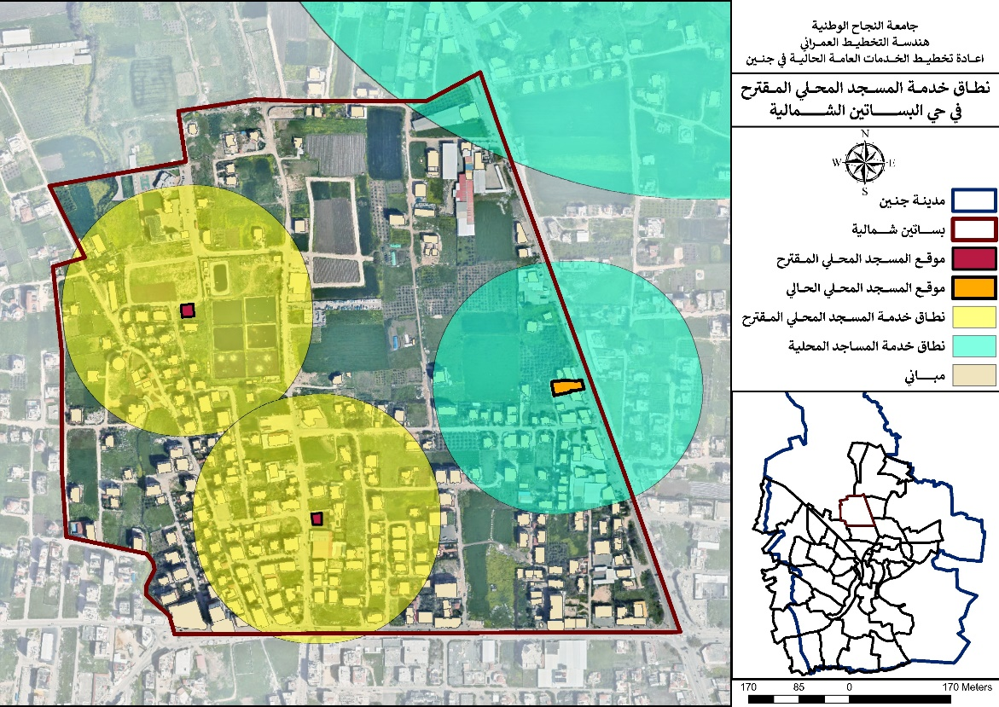 جامعة النجاح الوطنية
هندسة التخطيط العمراني
اعادة تخطيط الخدمات العامة الحالية في جنين
نطاق خدمة المسجد المحلي المقترح
في حي البساتين الشمالية
N
W E
S
مدينة جنين
بساتين شمالية
موقع المسجد المحلي المقترح
موقع المسجد المحلي الحالي
نطاق خدمة المسجد المحلي المقترح
نطاق خدمة المساجد المحلية
مباني
170 85 0 170 Meters